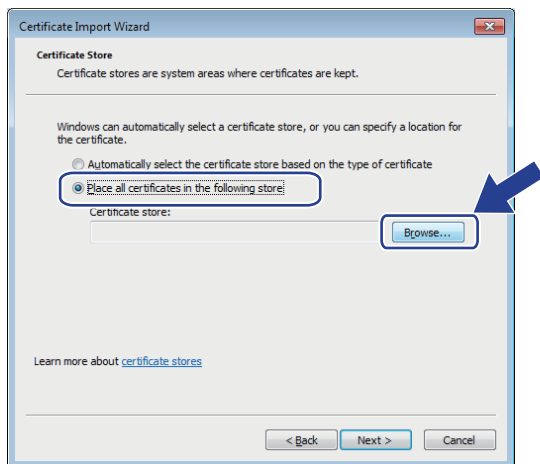 Certificate Import Wizard
Certificate Store
Certificate stores are system areas where certificates are kept.
Windows can automatically select a certificate store, or you can specify a location for
the certificate.
Automatically select the certificate store based on the type of certificate
Place all certificates in the following store
Certificate store:
Browse...
Learn more about certificate stores
< Back Next > Cancel